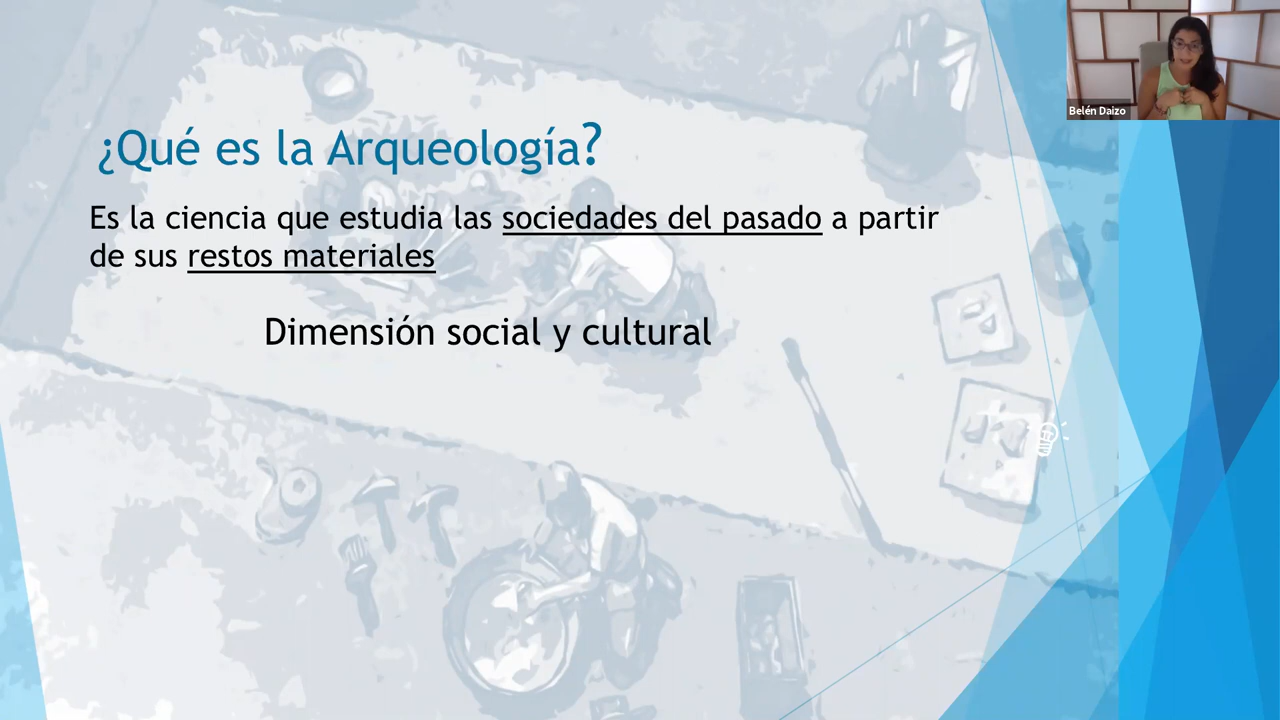 Belén Daizo
¿Qué es la Arqueología?
Es la ciencia que estudia las sociedades del pasado a partir
de sus restos materiales
Dimensión social y cultural